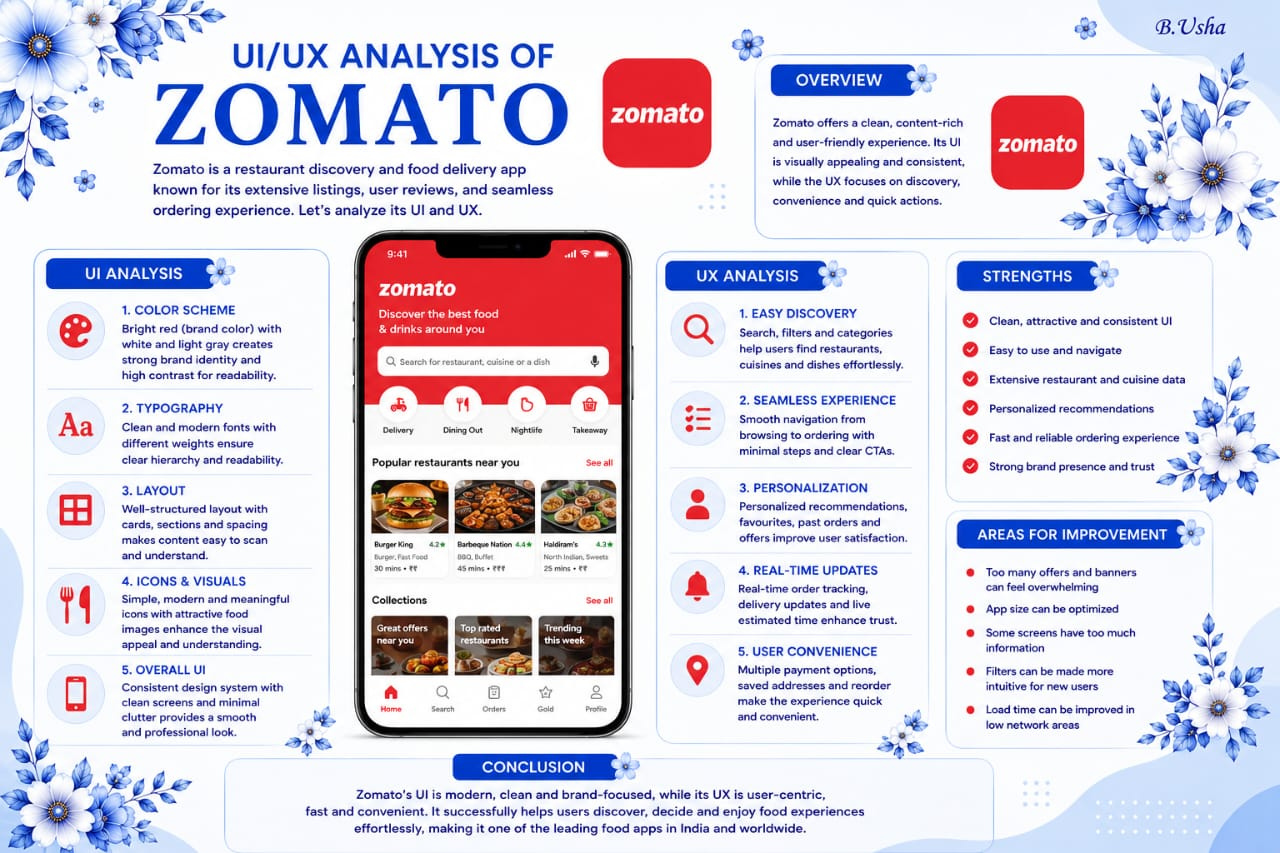 B.Usha
UI/UX ANALYSIS OF
ZOMATO
Zomato is a restaurant discovery and food delivery app
known for its extensive listings, user reviews, and seamless
ordering experience. Let's analyze its UI and UX.
zomato
OVERVIEW
Zomato offers a clean, content-rich
and user-friendly experience. Its UI
is visually appealing and consistent,
while the UX focuses on discovery,
convenience and quick actions.
zomato
UI ANALYSIS
1. COLOR SCHEME
Bright red (brand color) with
white and light gray creates
strong brand identity and
high contrast for readability.
Aa
2. TYPOGRAPHY
Clean and modern fonts with
different weights ensure
clear hierarchy and readability.
3. LAYOUT
Well-structured layout with
cards, sections and spacing
makes content easy to scan
and understand.
4. ICONS & VISUALS
Simple, modern and meaningful
icons with attractive food
images enhance the visual
appeal and understanding.
5. OVERALL UI
Consistent design system with
clean screens and minimal
clutter provides a smooth
and professional look.
9:41
zomato
Discover the best food
& drinks around you
Search for restaurant, cuisine or a dish
Delivery Dining Out Nightlife Takeaway
Popular restaurants near you See all
Burger King 4.2★ Barbeque Nation 4.4★ Haldiram's 4.3★
Burger, Fast Food BBQ, Buffet North Indian, Sweets
30 mins • ₹₹ 45 mins • ₹₹₹ 25 mins • ₹₹
Collections See all
Great offers Top rated Trending
near you restaurants this week
Home Search Orders Gold Profile
UX ANALYSIS
1. EASY DISCOVERY
Search, filters and categories
help users find restaurants,
cuisines and dishes effortlessly.
2. SEAMLESS EXPERIENCE
Smooth navigation from
browsing to ordering with
minimal steps and clear CTAs.
3. PERSONALIZATION
Personalized recommendations,
favourites, past orders and
offers improve user satisfaction.
4. REAL-TIME UPDATES
Real-time order tracking,
delivery updates and live
estimated time enhance trust.
5. USER CONVENIENCE
Multiple payment options,
saved addresses and reorder
make the experience quick
and convenient.
STRENGTHS
Clean, attractive and consistent UI
Easy to use and navigate
Extensive restaurant and cuisine data
Personalized recommendations
Fast and reliable ordering experience
Strong brand presence and trust
AREAS FOR IMPROVEMENT
Too many offers and banners
can feel overwhelming
App size can be optimized
Some screens have too much
information
Filters can be made more
intuitive for new users
Load time can be improved in
low network areas
CONCLUSION
Zomato's UI is modern, clean and brand-focused, while its UX is user-centric,
fast and convenient. It successfully helps users discover, decide and enjoy food experiences
effortlessly, making it one of the leading food apps in India and worldwide.